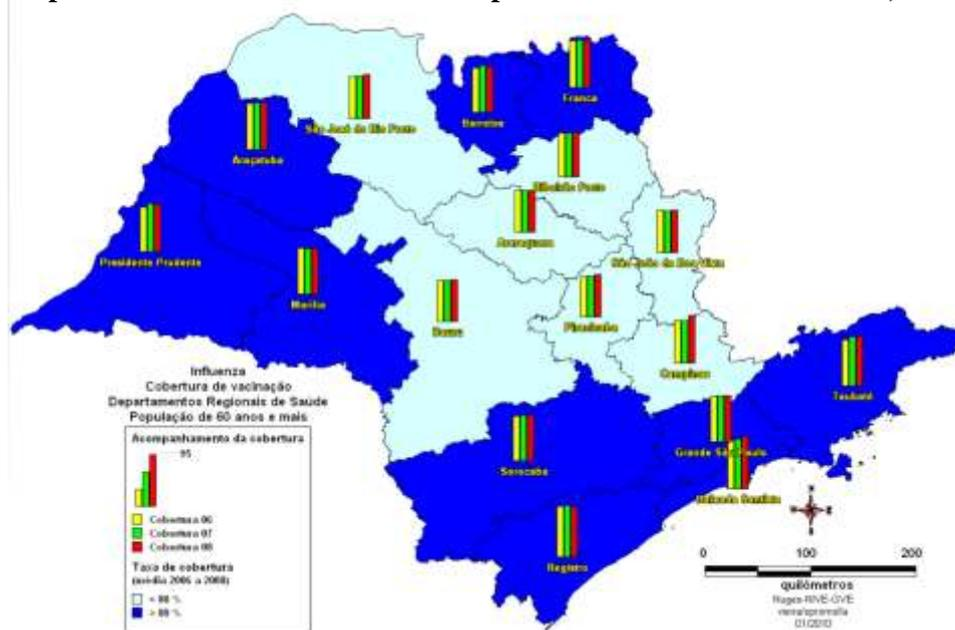 Franca
São José do Rio Preto
Barretos
Araçatuba
Ribeirão Preto
Araraquara
São João da Boa Vista
Presidente Prudente
Marília
Bauru
Piracicaba
Campinas
Taubaté
Grande São Paulo
Sorocaba
Baixada Santista
Registro
Influenza
Cobertura de vacinação
Departamentos Regionais de Saúde
População de 60 anos e mais
Acompanhamento da cobertura
95
Cobertura 06
Cobertura 07
Cobertura 08
Taxa de cobertura
(média 2006 a 2008)
0 100 200
quilómetros
01/2010